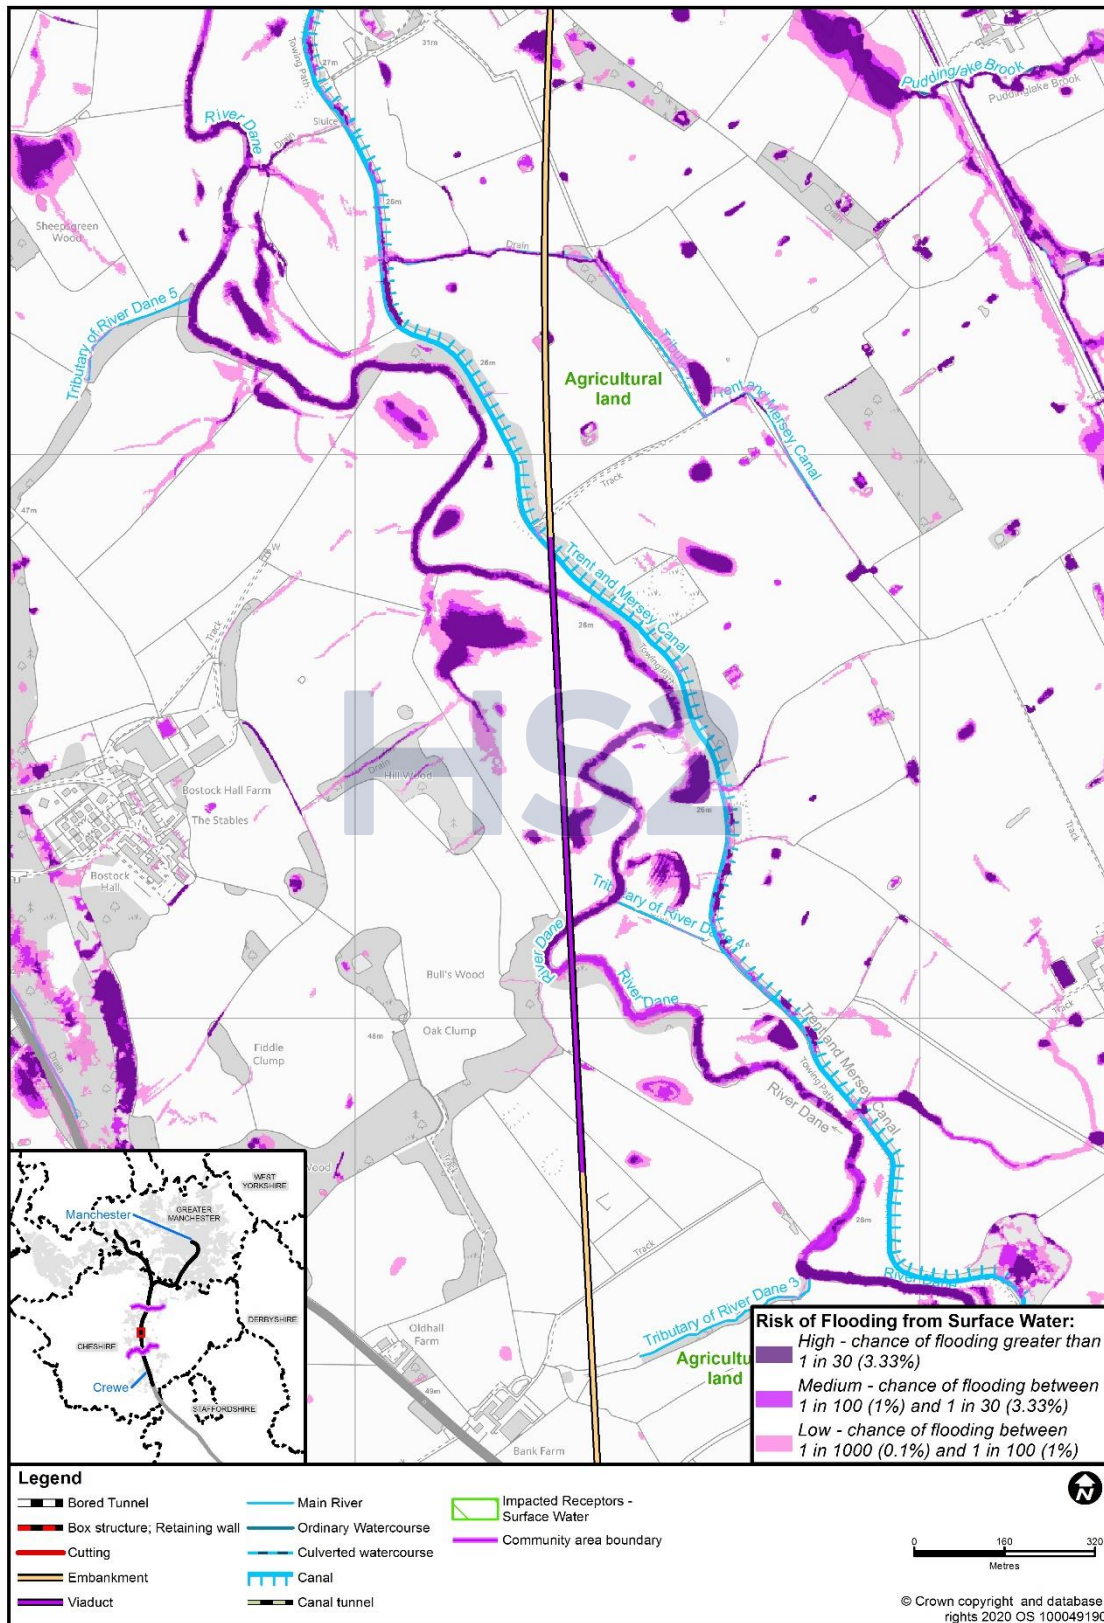 Towing Path
31m
27m
Sluice
Drain
River Dane
Puddinglake Brook
Puddinglake Brook
26m
Sheepsgreen
Wood
Drain
Drain
Tributary of River Dane 5
26m
Agricultural
land
Trent and Mersey Canal
47m
Track
Trent and Mersey Canal
26m
Towing Path
Track
HS2
Drain
Hill Wood
Bostock Hall Farm
The Stables
26m
Track
Bostock
Hall
Tributary of River Dane 4
River Dane
Bull's Wood
River Dane
Oak Clump
48m
Fiddle
Clump
Drain
Track
Trent and Mersey Canal
Towing Path
River Dane
Wood
Track
28m
Track
River Dane
Tributary of River Dane 3
Oldhall
Farm
49m
Bank Farm
Agricultu
land
WEST
YORKSHIRE
Manchester
GREATER
MANCHESTER
DERBYSHIRE
CHESHIRE
Crewe
STAFFORDSHIRE
Risk of Flooding from Surface Water:
High - chance of flooding greater than
1 in 30 (3.33%)
Medium - chance of flooding between
1 in 100 (1%) and 1 in 30 (3.33%)
Low - chance of flooding between
1 in 1000 (0.1%) and 1 in 100 (1%)
Legend
Bored Tunnel
Box structure; Retaining wall
Cutting
Embankment
Viaduct
Main River
Ordinary Watercourse
Culverted watercourse
Canal
Canal tunnel
Impacted Receptors -
Surface Water
Community area boundary
N
0 160 320
Metres
© Crown copyright and database
rights 2020 OS 100049190